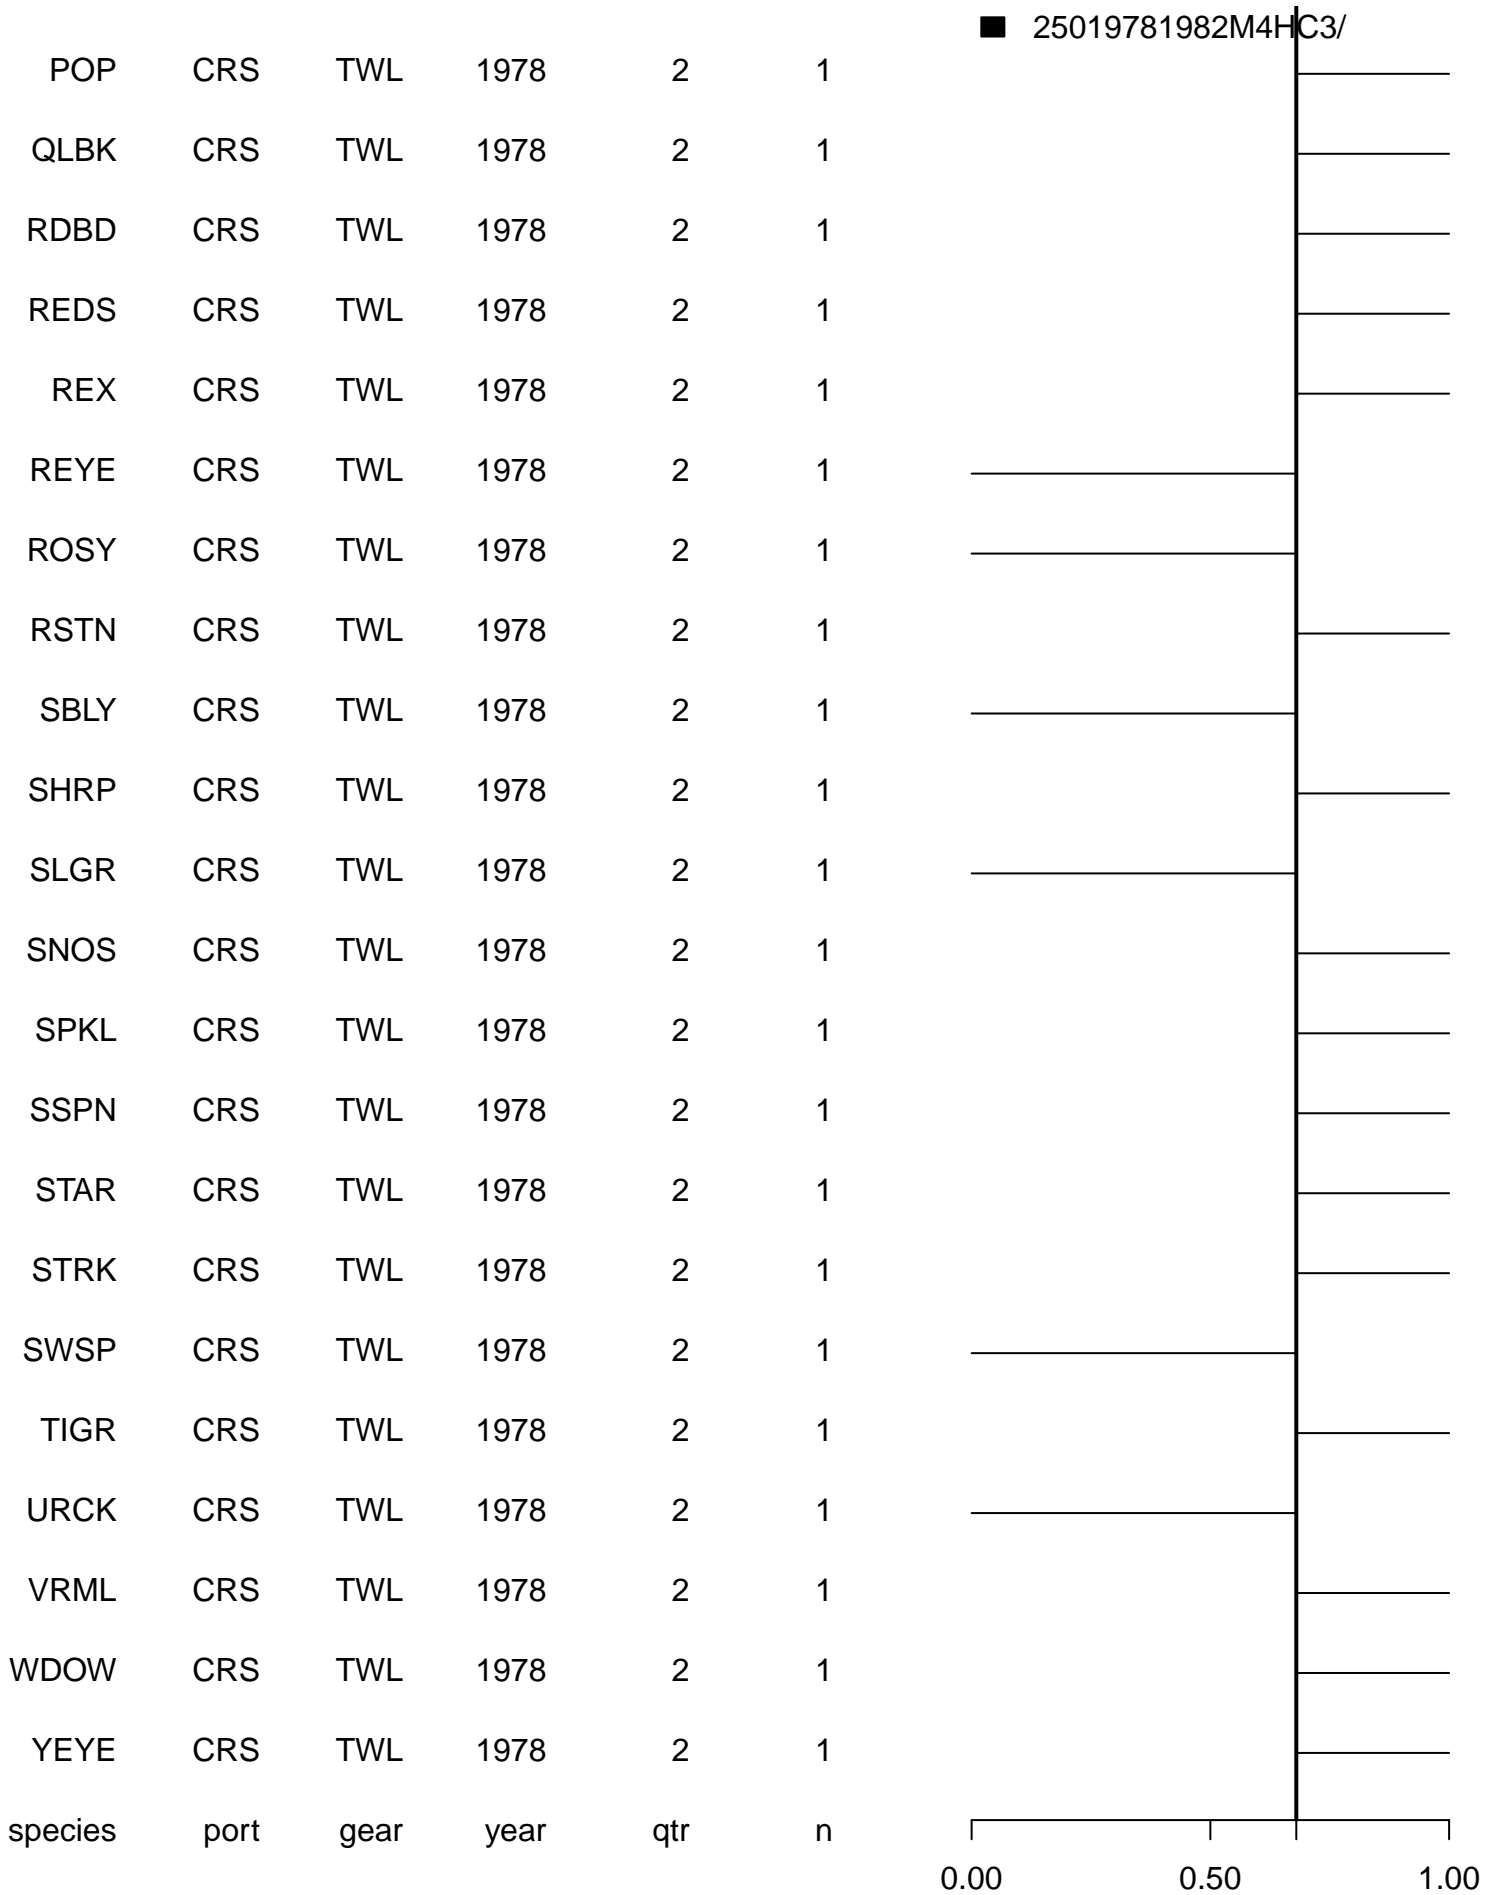 25019781982M4HC3/
POP CRS TWL 1978 2 1
QLBK CRS TWL 1978 2 1
RDBD CRS TWL 1978 2 1
REDS CRS TWL 1978 2 1
REX CRS TWL 1978 2 1
REYE CRS TWL 1978 2 1
ROSY CRS TWL 1978 2 1
RSTN CRS TWL 1978 2 1
SBLY CRS TWL 1978 2 1
SHRP CRS TWL 1978 2 1
SLGR CRS TWL 1978 2 1
SNOS CRS TWL 1978 2 1
SPKL CRS TWL 1978 2 1
SSPN CRS TWL 1978 2 1
STAR CRS TWL 1978 2 1
STRK CRS TWL 1978 2 1
SWSP CRS TWL 1978 2 1
TIGR CRS TWL 1978 2 1
URCK CRS TWL 1978 2 1
VRML CRS TWL 1978 2 1
WDOW CRS TWL 1978 2 1
YEYE CRS TWL 1978 2 1
species port gear year qtr n
0.00 0.50 1.00